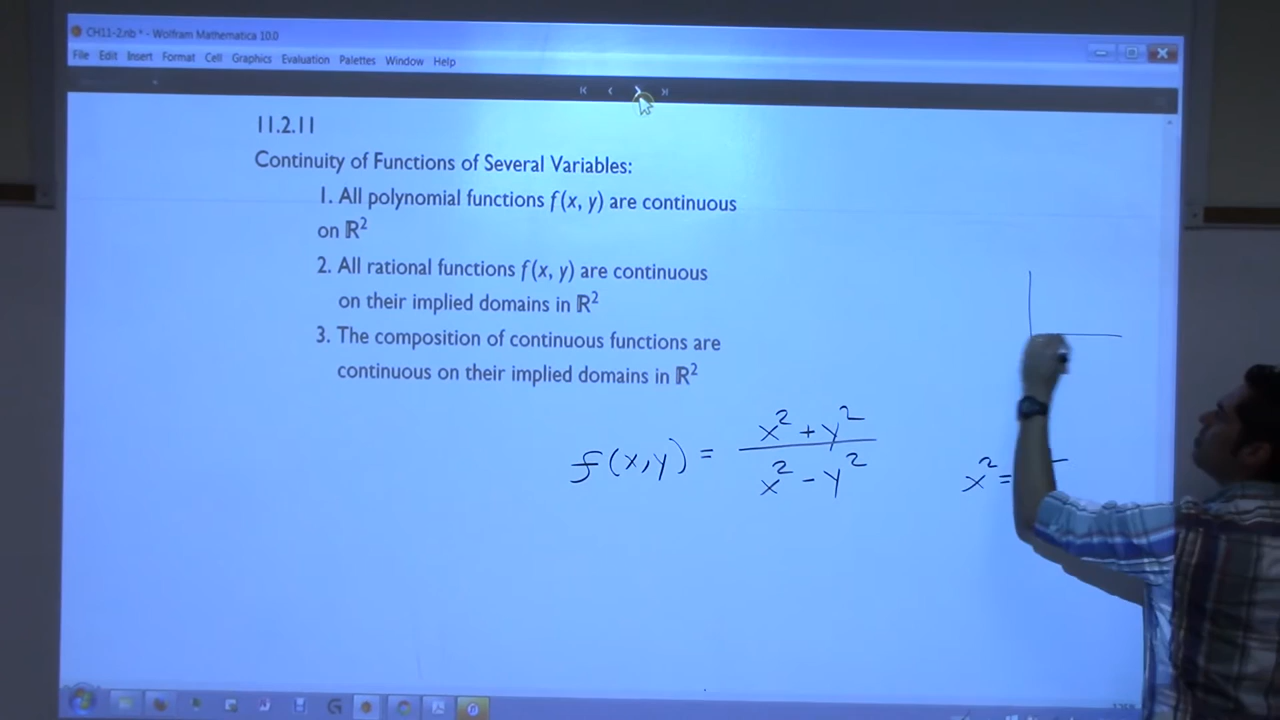 CH11-2.nb * - Wolfram Mathematica 10.0
File Edit Insert Format Cell Graphics Evaluation Palettes Window Help
11.2.11
Continuity of Functions of Several Variables:
1. All polynomial functions f(x, y) are continuous
on ℝ²
2. All rational functions f(x, y) are continuous
on their implied domains in ℝ²
3. The composition of continuous functions are
continuous on their implied domains in ℝ²
f(x,y) = (x² + y²)/(x² - y²)
x² =